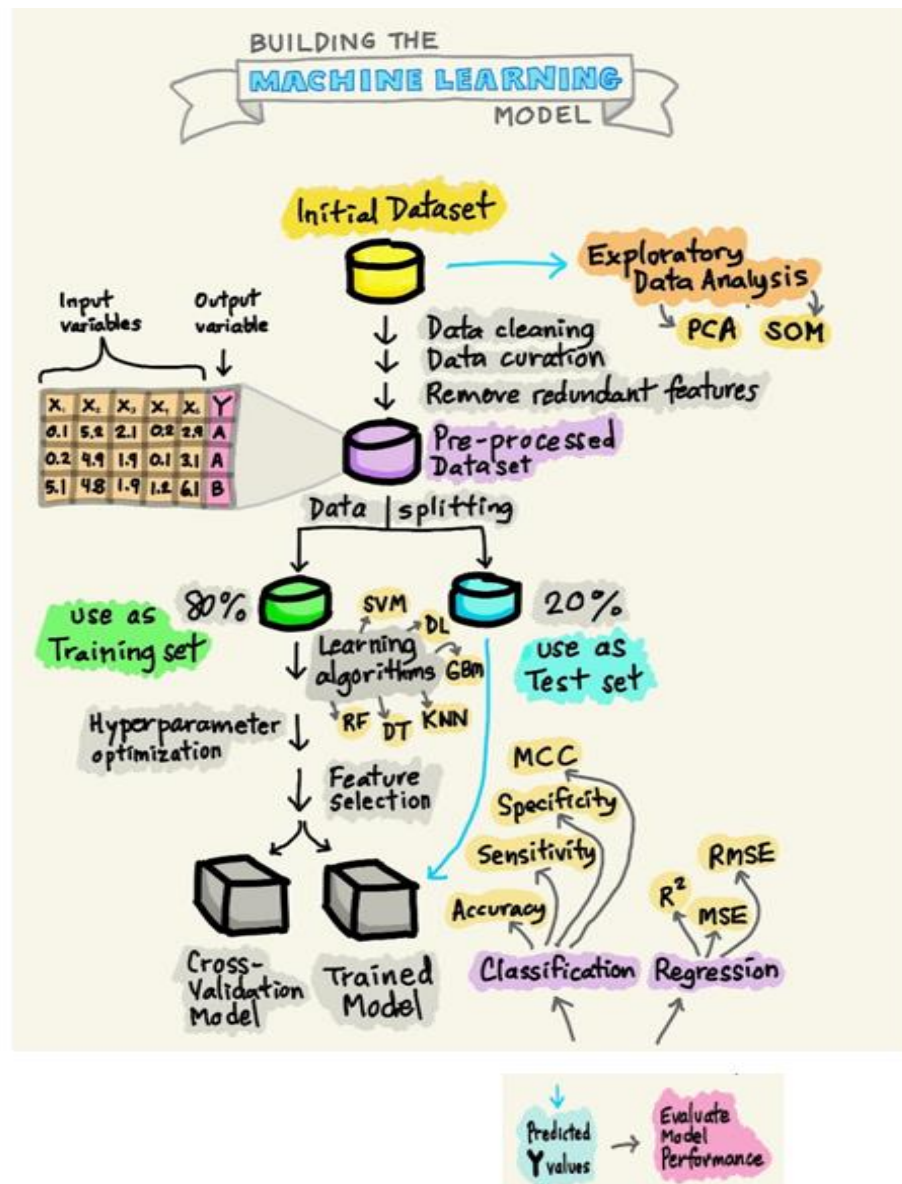 BUILDING THE
MACHINE LEARNING
MODEL
Initial Dataset
Exploratory
Data Analysis
PCA SOM
Input
variables
Output
variable
Data cleaning
Data curation
Remove redundant features
X₁ X₂ X₃ X₄ X₅ Y
0.1 5.2 2.1 0.2 2.9 A
0.2 4.9 1.9 0.1 3.1 A
5.1 4.8 1.9 1.2 6.1 B
Pre-processed
Dataset
Data splitting
80%
use as
Training set
20%
use as
Test set
Learning
algorithms
SVM
DL
GBM
KNN
DT
RF
Hyperparameter
optimization
Feature
selection
Cross-
Validation
Model
Trained
Model
MCC
Specificity
Sensitivity
Accuracy
Classification
RMSE
R²
MSE
Regression
Predicted
Y values
Evaluate
Model
Performance